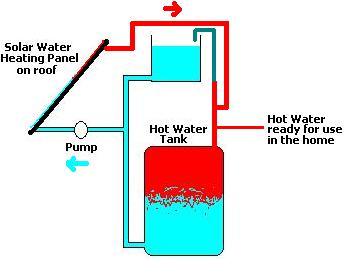 Solar Water
Heating Panel
on roof
Hot Water
ready for use
in the home
Hot Water
Tank
Pump